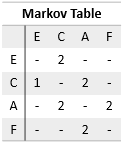 Markov Table
E C A F
E - 2 - -
C 1 - 2 -
A - 2 - 2
F - - 2 -